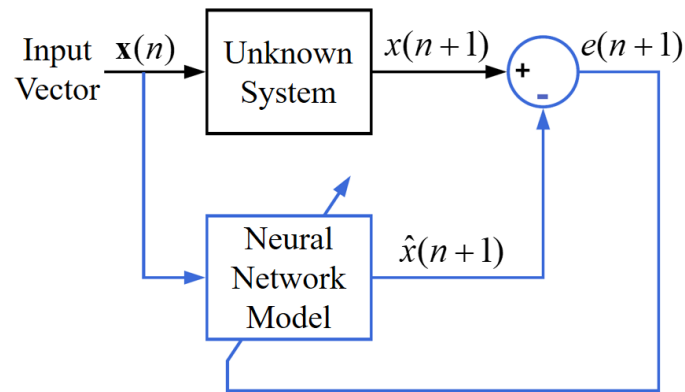 Input
Vector
x(n)
Unknown
System
x(n+1)
+
-
e(n+1)
Neural
Network
Model
x̂(n+1)